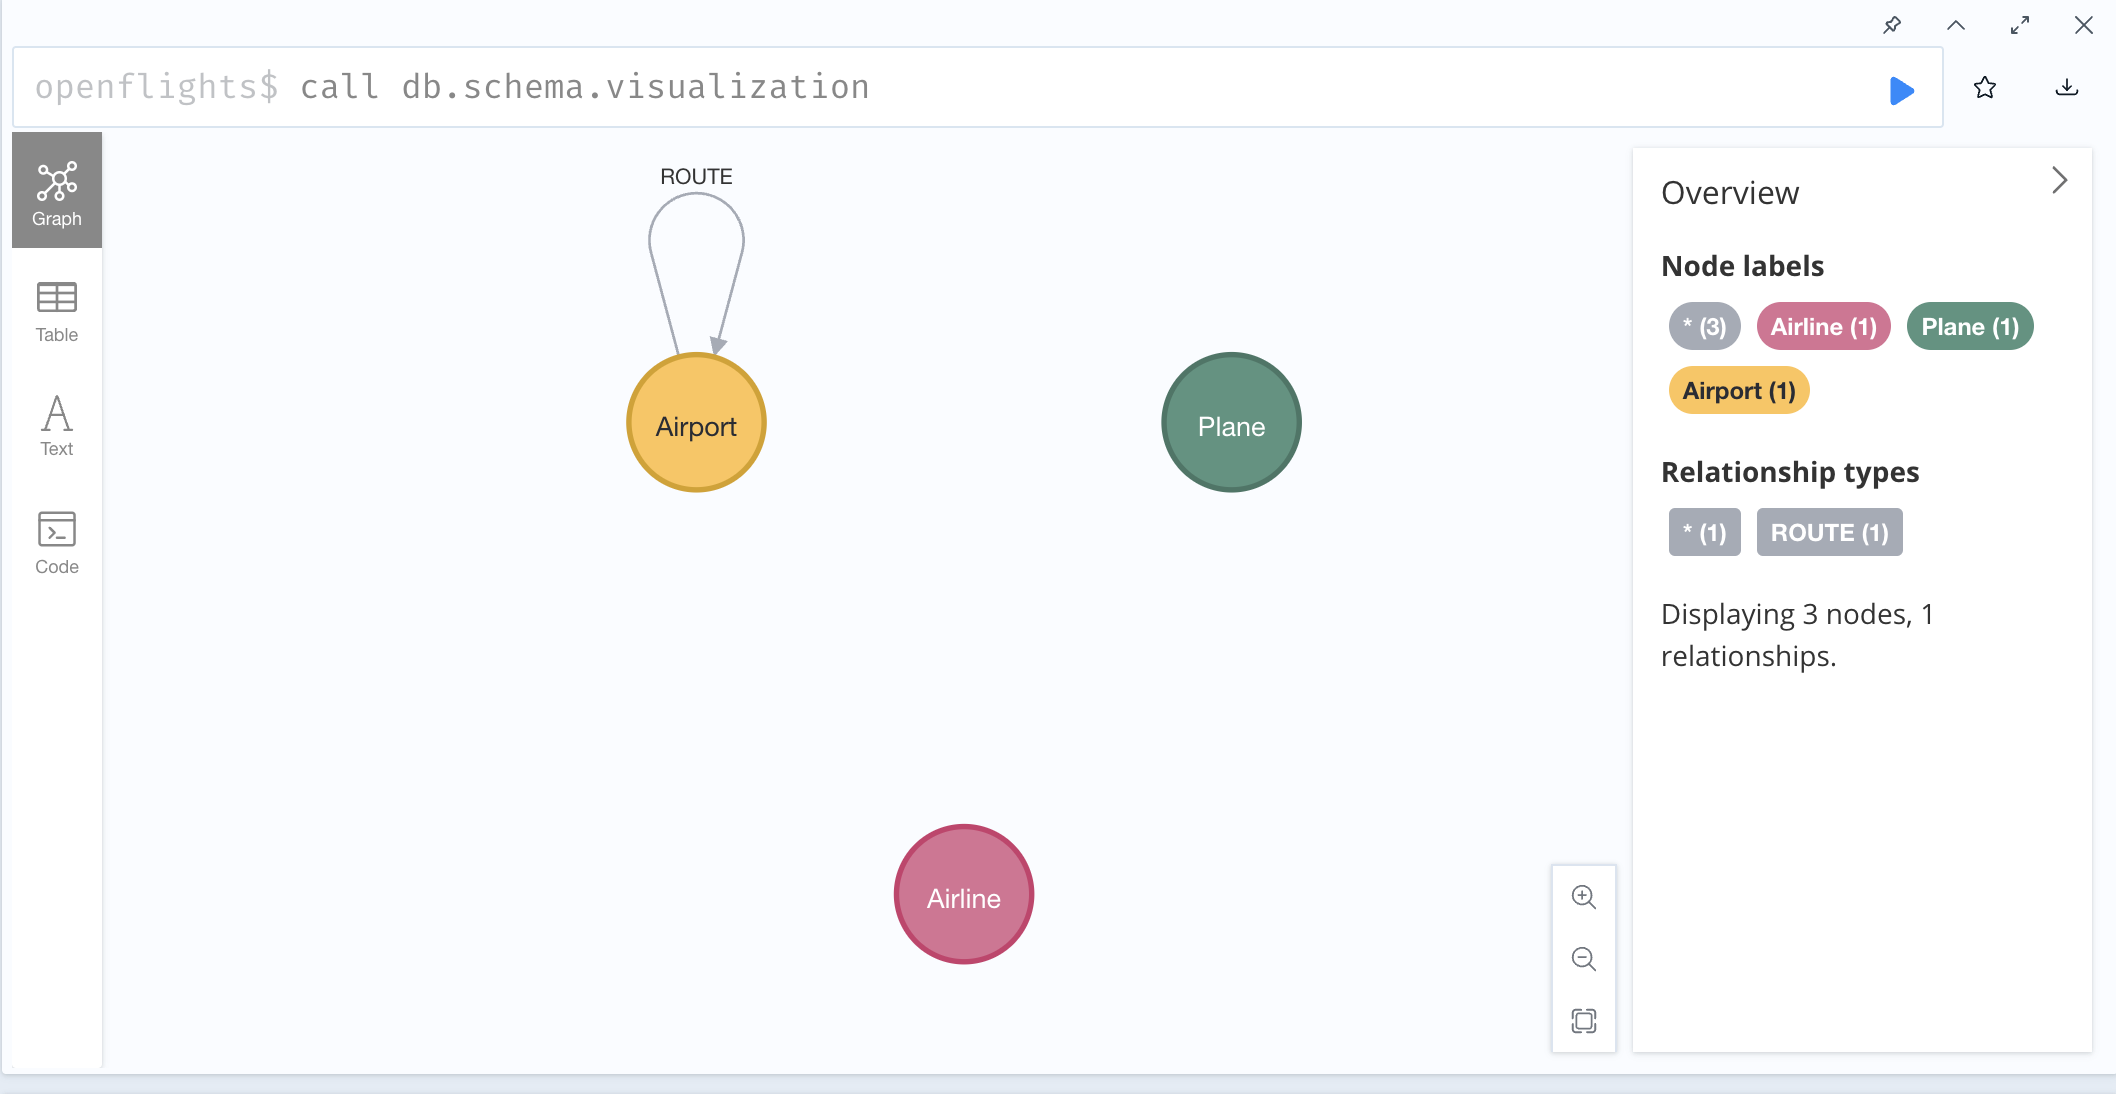 openflights$ call db.schema.visualization
Graph
Table
Text
Code
ROUTE
Airport
Plane
Airline
Overview
Node labels
* (3) Airline (1) Plane (1)
Airport (1)
Relationship types
* (1) ROUTE (1)
Displaying 3 nodes, 1
relationships.